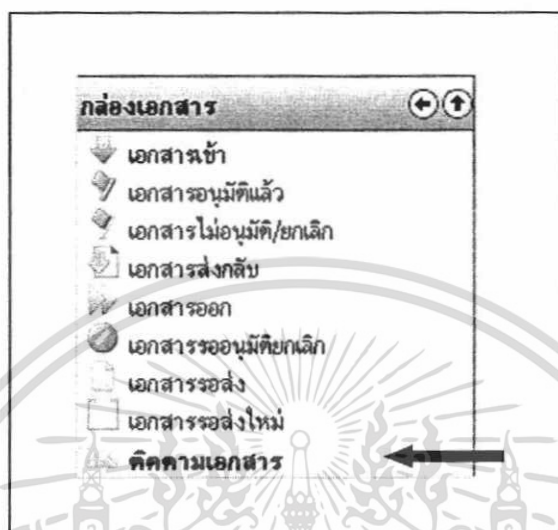 กล่องเอกสาร
เอกสารเข้า
เอกสารอนุมัติแล้ว
เอกสารไม่อนุมัติ/ยกเลิก
เอกสารส่งกลับ
เอกสารออก
เอกสารรออนุมัติยกเลิก
เอกสารรอส่ง
เอกสารรอส่งใหม่
ติดตามเอกสาร